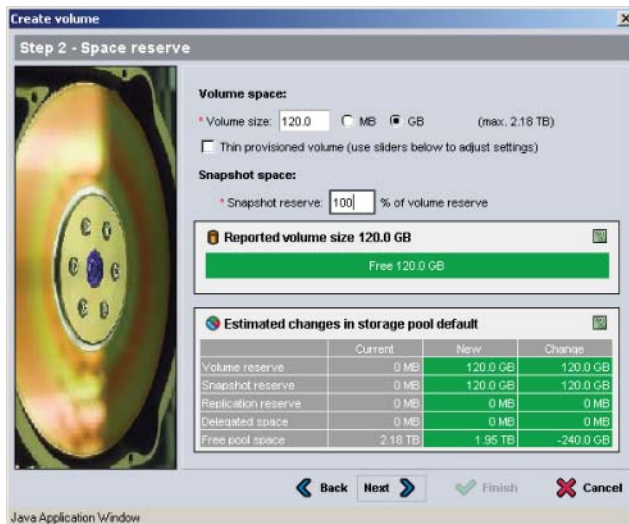 Create volume
Step 2 - Space reserve
Volume space:
* Volume size: 120.0 MB GB (max. 2.18 TB)
Thin provisioned volume (use sliders below to adjust settings)
Snapshot space:
* Snapshot reserve: 100 % of volume reserve
Reported volume size 120.0 GB
Free 120.0 GB
Estimated changes in storage pool default
Current New Change
Volume reserve 0 MB 120.0 GB 120.0 GB
Snapshot reserve 0 MB 120.0 GB 120.0 GB
Replication reserve 0 MB 0 MB 0 MB
Delegated space 0 MB 0 MB 0 MB
Free pool space 2.18 TB 1.95 TB -240.0 GB
Back Next Finish Cancel
Java Application Window